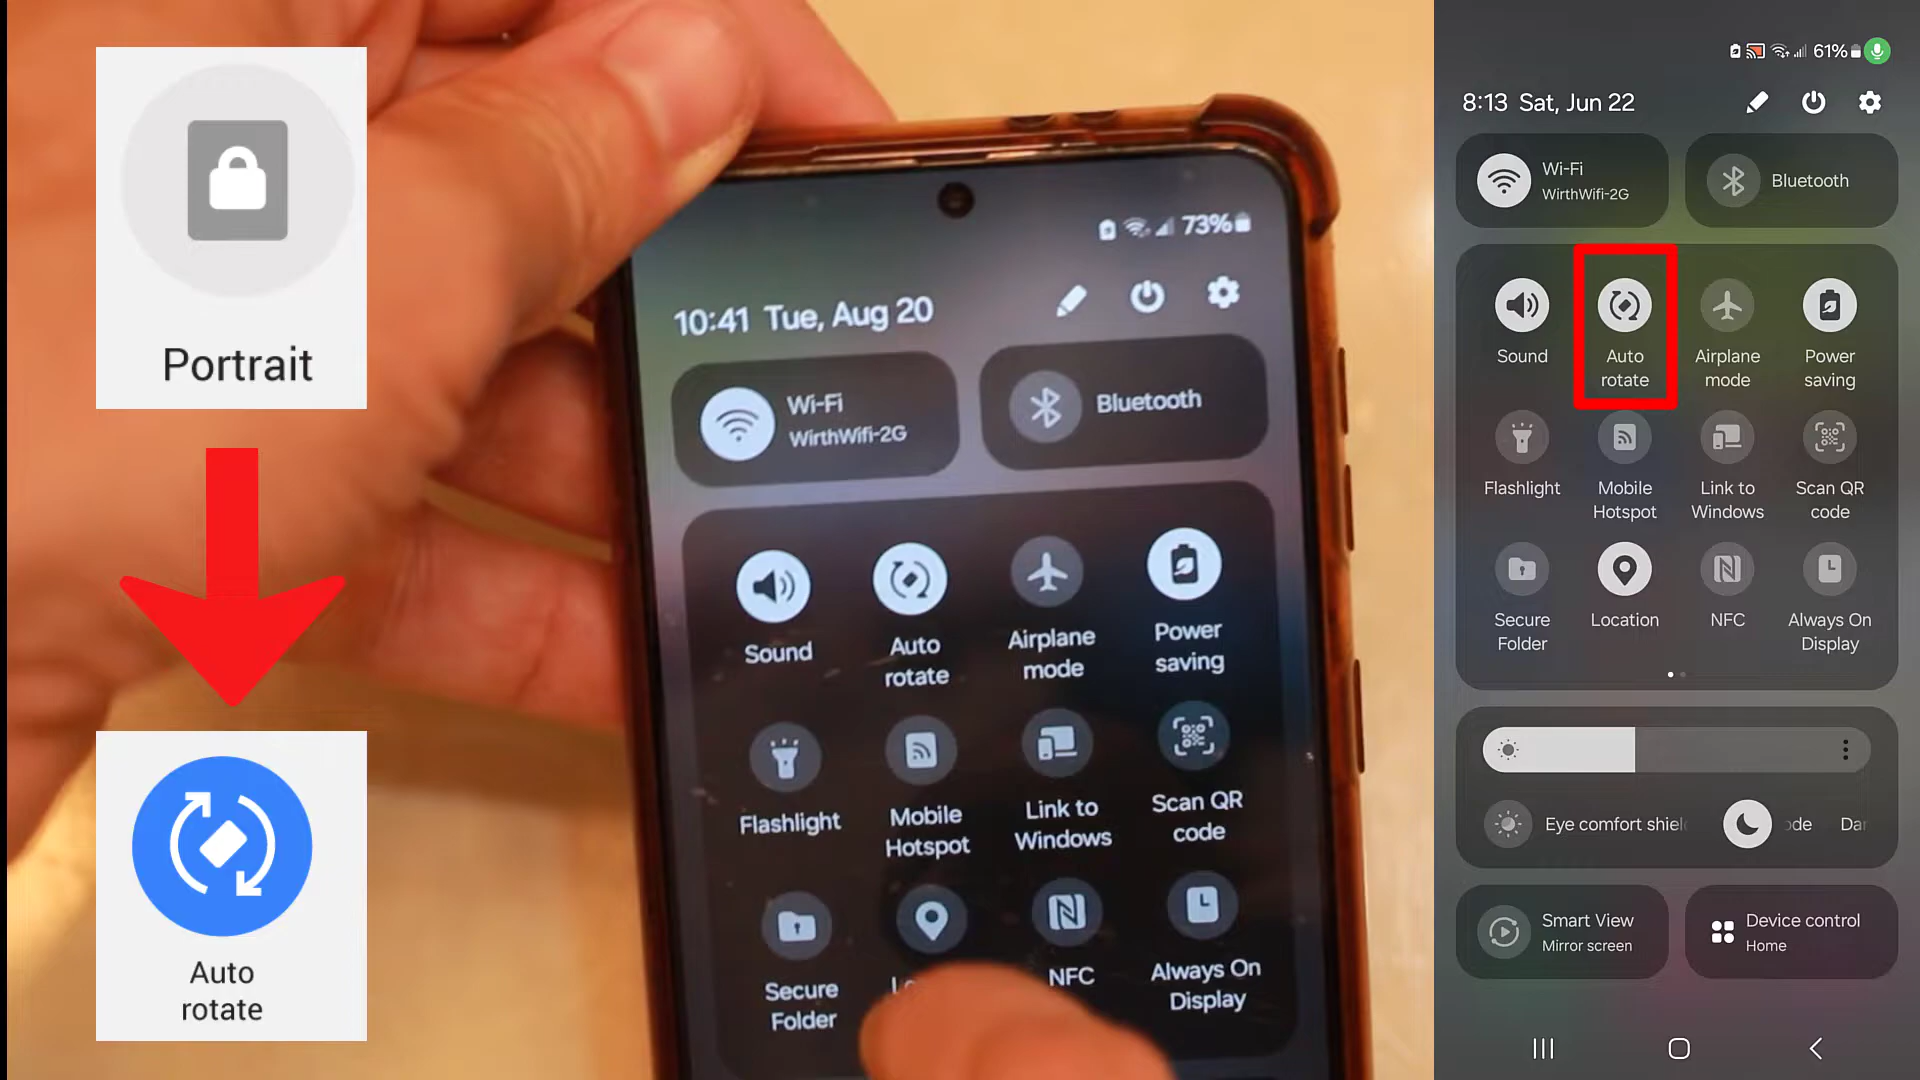 Portrait
Auto
rotate
73%
10:41 Tue, Aug 20
Wi-Fi
WirthWifi-2G
Bluetooth
Sound
Auto
rotate
Airplane
mode
Power
saving
Flashlight
Mobile
Hotspot
Link to
Windows
Scan QR
code
Secure
Folder
NFC
Always On
Display
61%
8:13 Sat, Jun 22
Wi-Fi
WirthWifi-2G
Bluetooth
Sound
Auto
rotate
Airplane
mode
Power
saving
Flashlight
Mobile
Hotspot
Link to
Windows
Scan QR
code
Secure
Folder
Location
NFC
Always On
Display
Eye comfort shiel
ode
Dar
Smart View
Mirror screen
Device control
Home